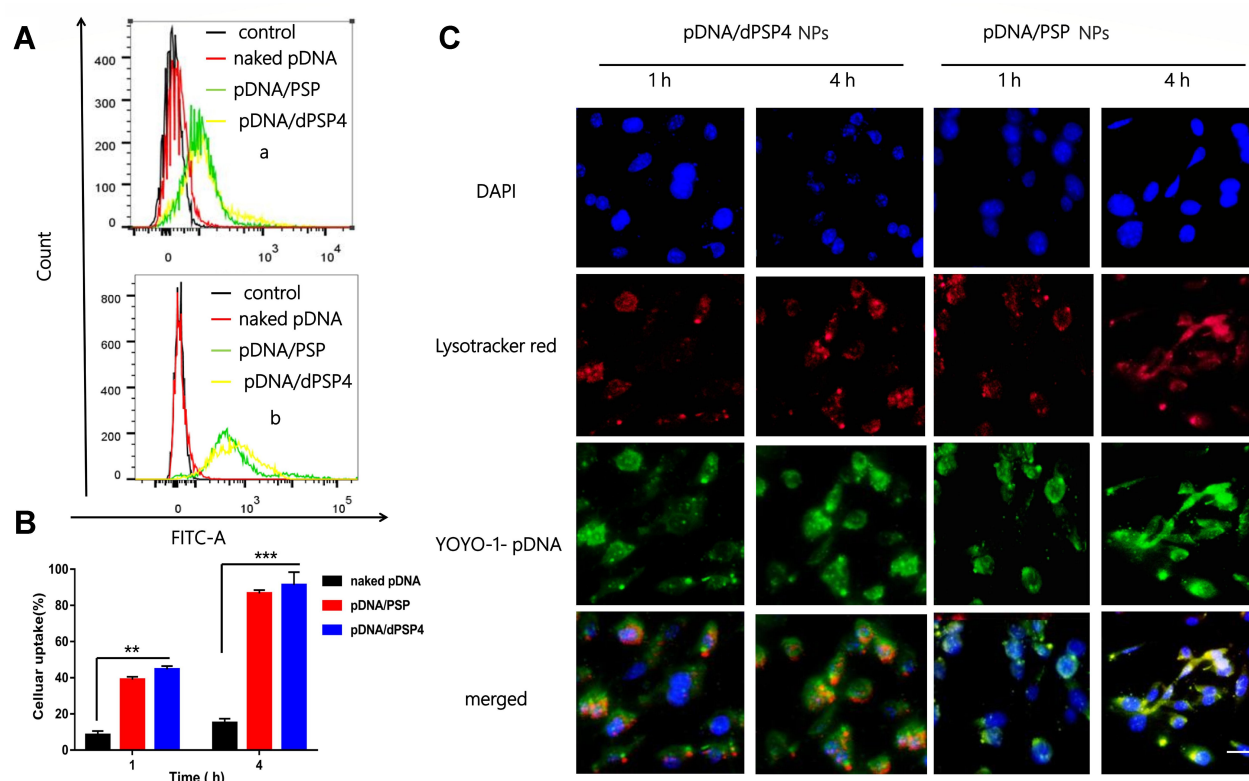 A
control
naked pDNA
pDNA/PSP
pDNA/dPSP4
a
400
300
200
100
0
0 10³ 10⁴
Count
control
naked pDNA
pDNA/PSP
pDNA/dPSP4
b
800
600
400
200
0
0 10³ 10⁵
FITC-A
B
**
***
naked pDNA
pDNA/PSP
pDNA/dPSP4
Celluar uptake(%)
100
80
60
40
20
0
1 4
Time ( h)
C
pDNA/dPSP4 NPs pDNA/PSP NPs
1 h 4 h 1 h 4 h
DAPI
Lysotracker red
YOYO-1- pDNA
merged